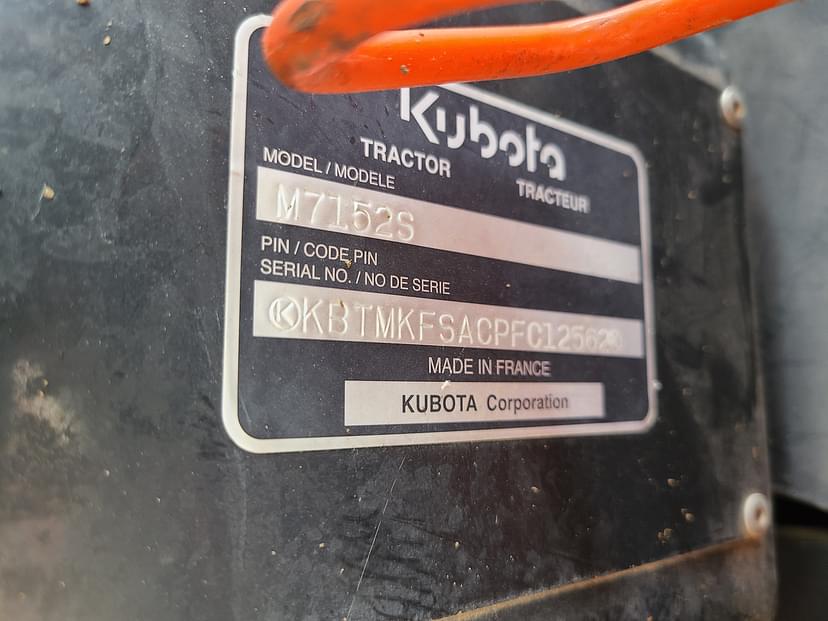 Kubota
TRACTOR
TRACTEUR
MODEL / MODELE
M7152S
PIN / CODE PIN
SERIAL NO. / NO DE SERIE
ⓀKBTMKFSACPFC12562Ⓚ
MADE IN FRANCE
KUBOTA Corporation